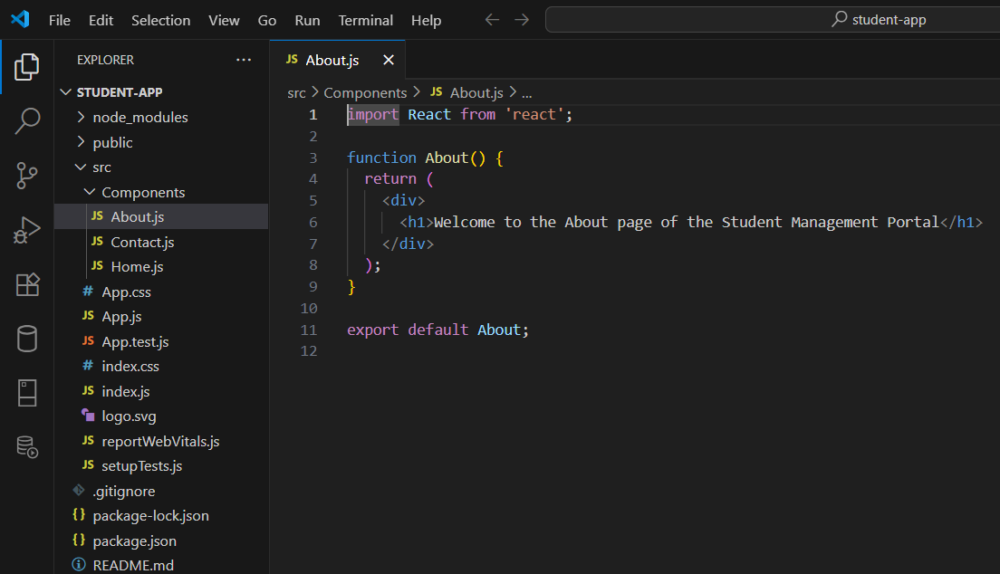 File Edit Selection View Go Run Terminal Help student-app
EXPLORER ...
JS About.js
STUDENT-APP
src > Components > JS About.js > ...
node_modules
public
src
Components
JS About.js
JS Contact.js
JS Home.js
# App.css
JS App.js
JS App.test.js
# index.css
JS index.js
logo.svg
JS reportWebVitals.js
JS setupTests.js
.gitignore
{} package-lock.json
{} package.json
README.md
1 import React from 'react';
2
3 function About() {
4 return (
5 <div>
6 <h1>Welcome to the About page of the Student Management Portal</h1>
7 </div>
8 );
9 }
10
11 export default About;
12